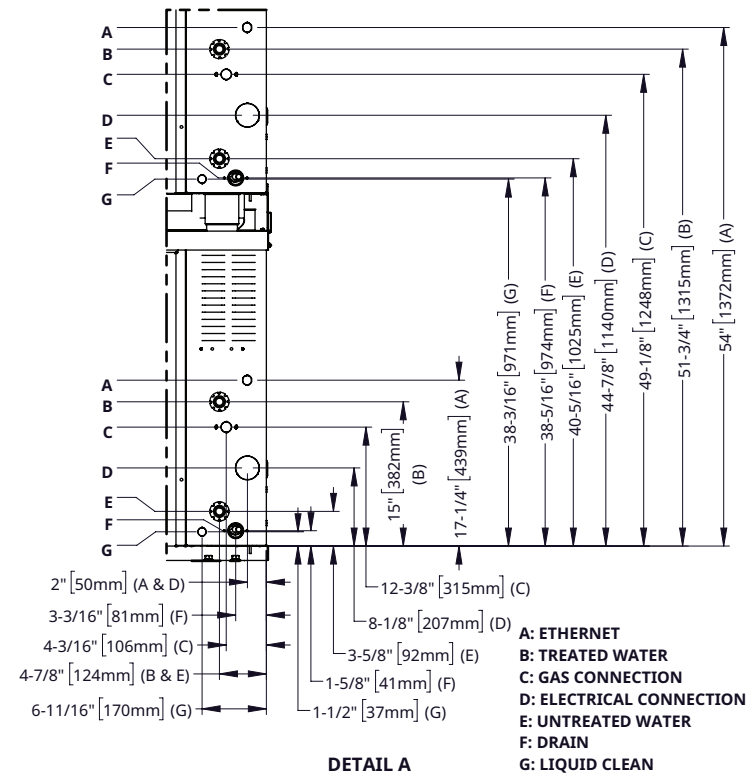 A
B
C
D
E
F
G
38-3/16" [971mm] (G)
38-5/16" [974mm] (F)
40-5/16" [1025mm] (E)
44-7/8" [1140mm] (D)
49-1/8" [1248mm] (C)
51-3/4" [1315mm] (B)
54" [1372mm] (A)
A
B
C
D
E
F
G
15" [382mm]
(B)
17-1/4" [439mm] (A)
2" [50mm] (A & D)
3-3/16" [81mm] (F)
4-3/16" [106mm] (C)
4-7/8" [124mm] (B & E)
6-11/16" [170mm] (G)
12-3/8" [315mm] (C)
8-1/8" [207mm] (D)
3-5/8" [92mm] (E)
1-5/8" [41mm] (F)
1-1/2" [37mm] (G)
A: ETHERNET
B: TREATED WATER
C: GAS CONNECTION
D: ELECTRICAL CONNECTION
E: UNTREATED WATER
F: DRAIN
G: LIQUID CLEAN
DETAIL A